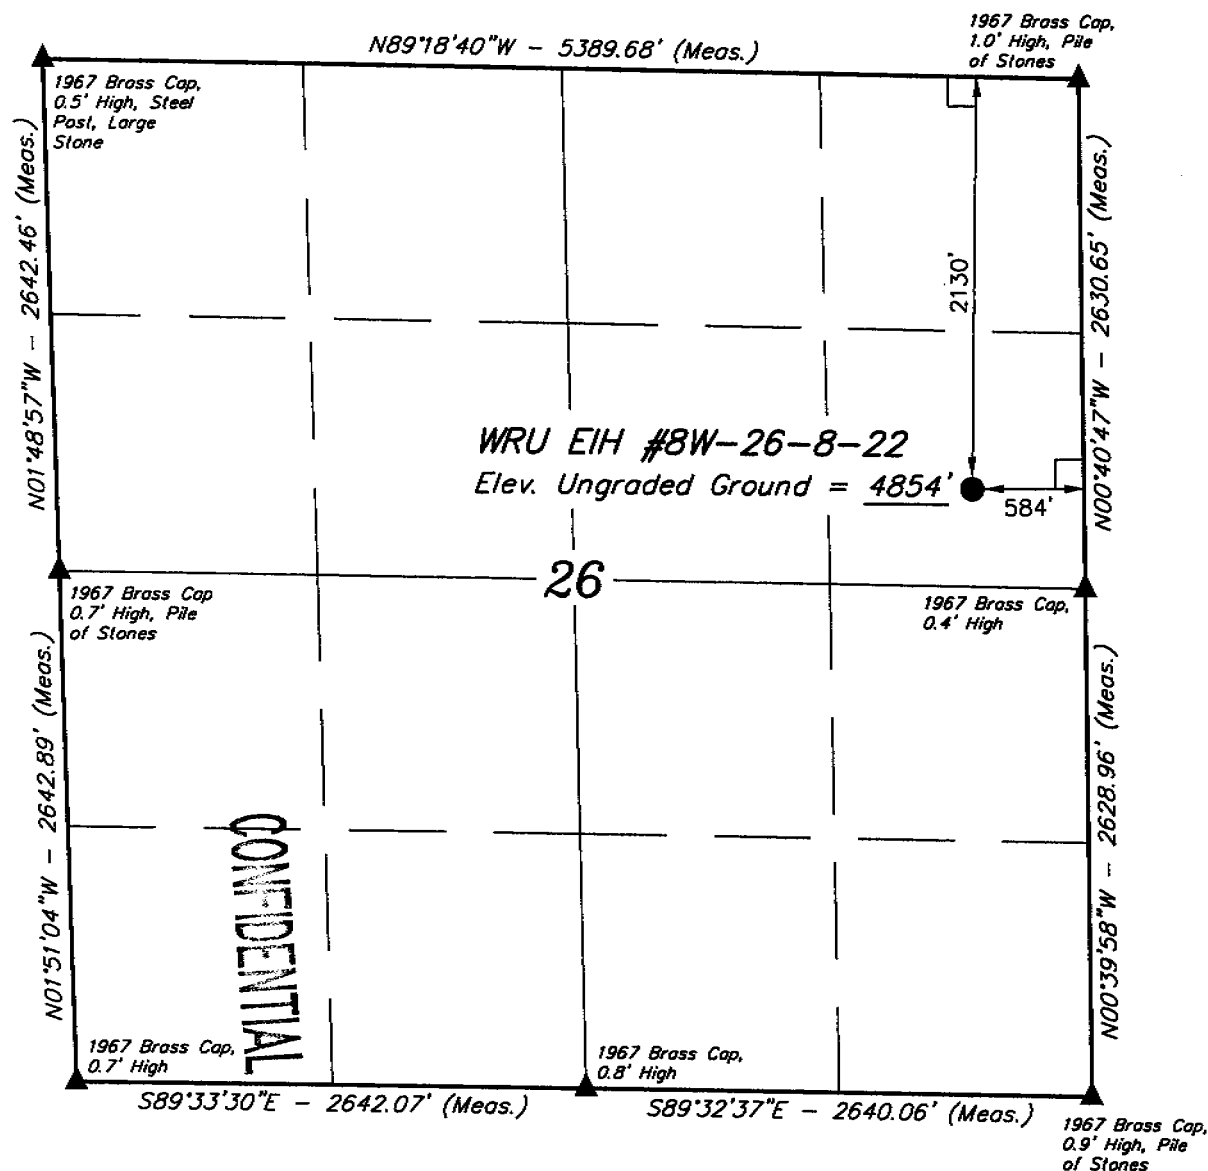 N89°18'40"W - 5389.68' (Meas.)
1967 Brass Cap,
1.0' High, Pile
of Stones
1967 Brass Cap,
0.5' High, Steel
Post, Large
Stone
N01°48'57"W - 2642.46' (Meas.)
2130'
N00°40'47"W - 2630.65' (Meas.)
WRU EIH #8W-26-8-22
Elev. Ungraded Ground = 4854'
584'
26
1967 Brass Cap
0.7' High, Pile
of Stones
1967 Brass Cap,
0.4' High
N01°51'04"W - 2642.89' (Meas.)
CONFIDENTIAL
N00°39'58"W - 2628.96' (Meas.)
1967 Brass Cap,
0.7' High
1967 Brass Cap,
0.8' High
S89°33'30"E - 2642.07' (Meas.)
S89°32'37"E - 2640.06' (Meas.)
1967 Brass Cap,
0.9' High, Pile
of Stones